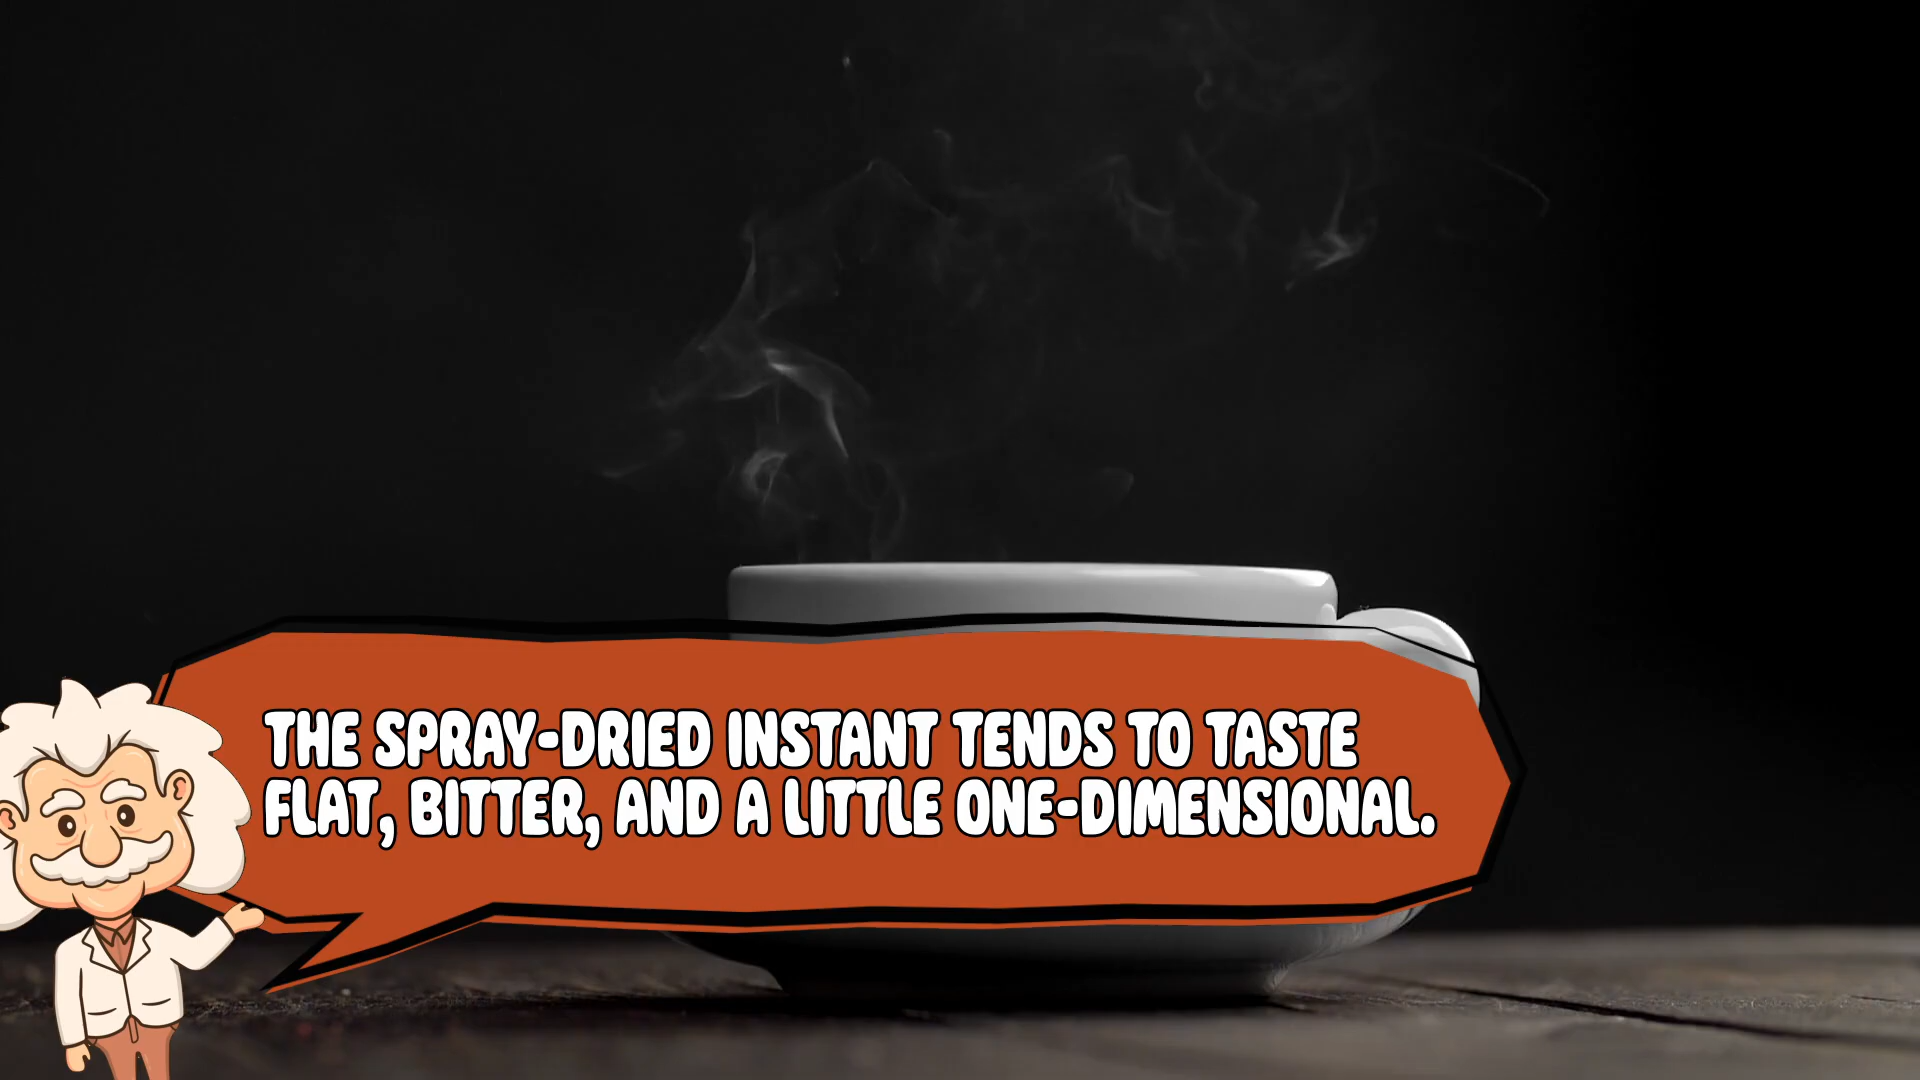 THE SPRAY-DRIED INSTANT TENDS TO TASTE
FLAT, BITTER, AND A LITTLE ONE-DIMENSIONAL.